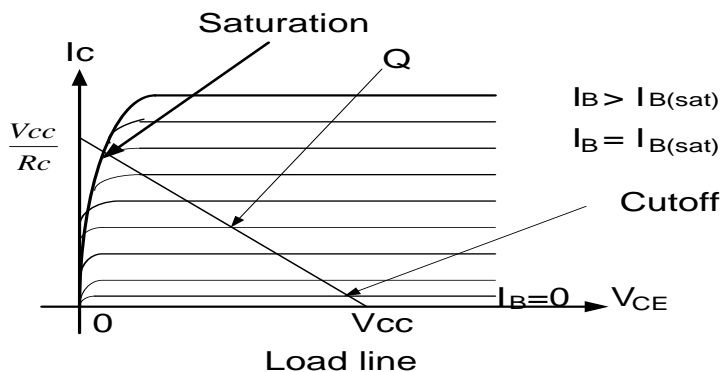 Saturation
Ic
Q
IB > IB(sat)
Vcc
Rc
IB = IB(sat)
Cutoff
IB=0
VCE
0
Vcc
Load line